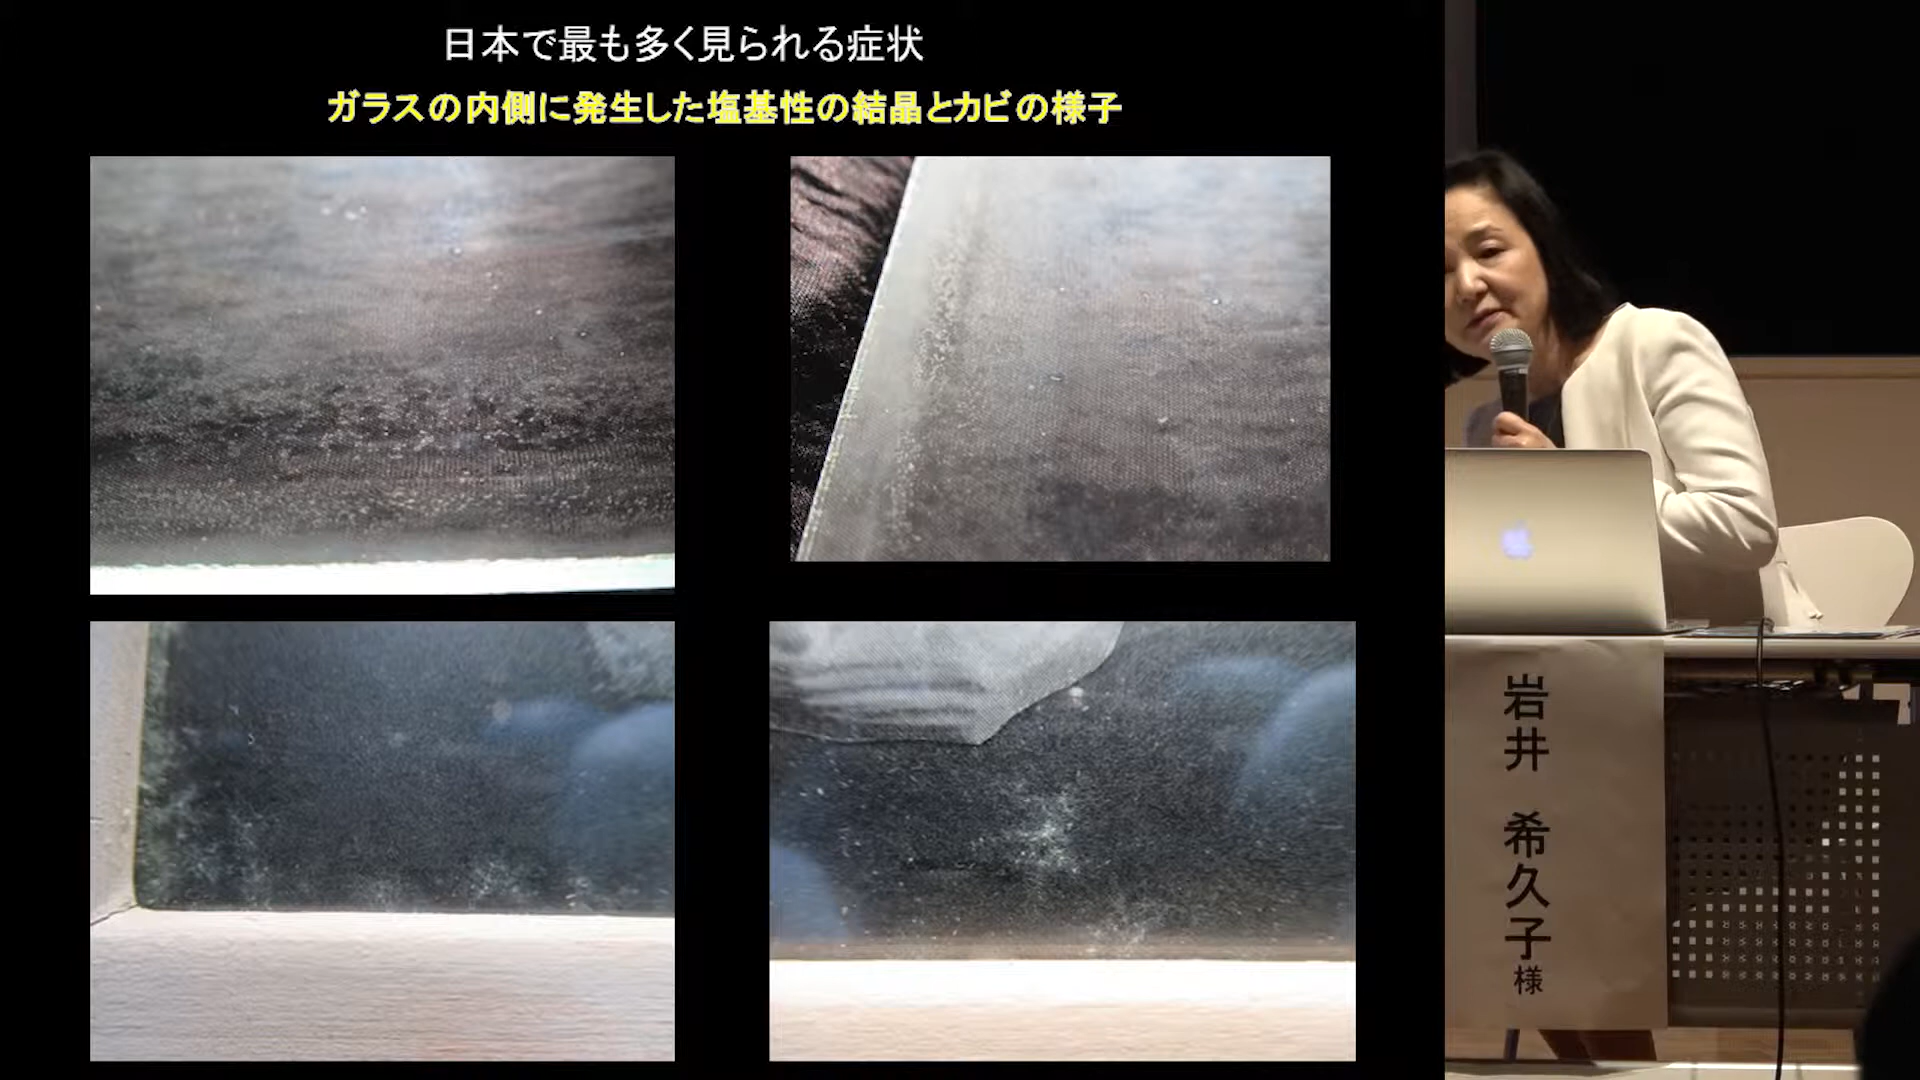 日本で最も多く見られる症状
ガラスの内側に発生した塩基性の結晶とカビの様子
岩井 希久子様